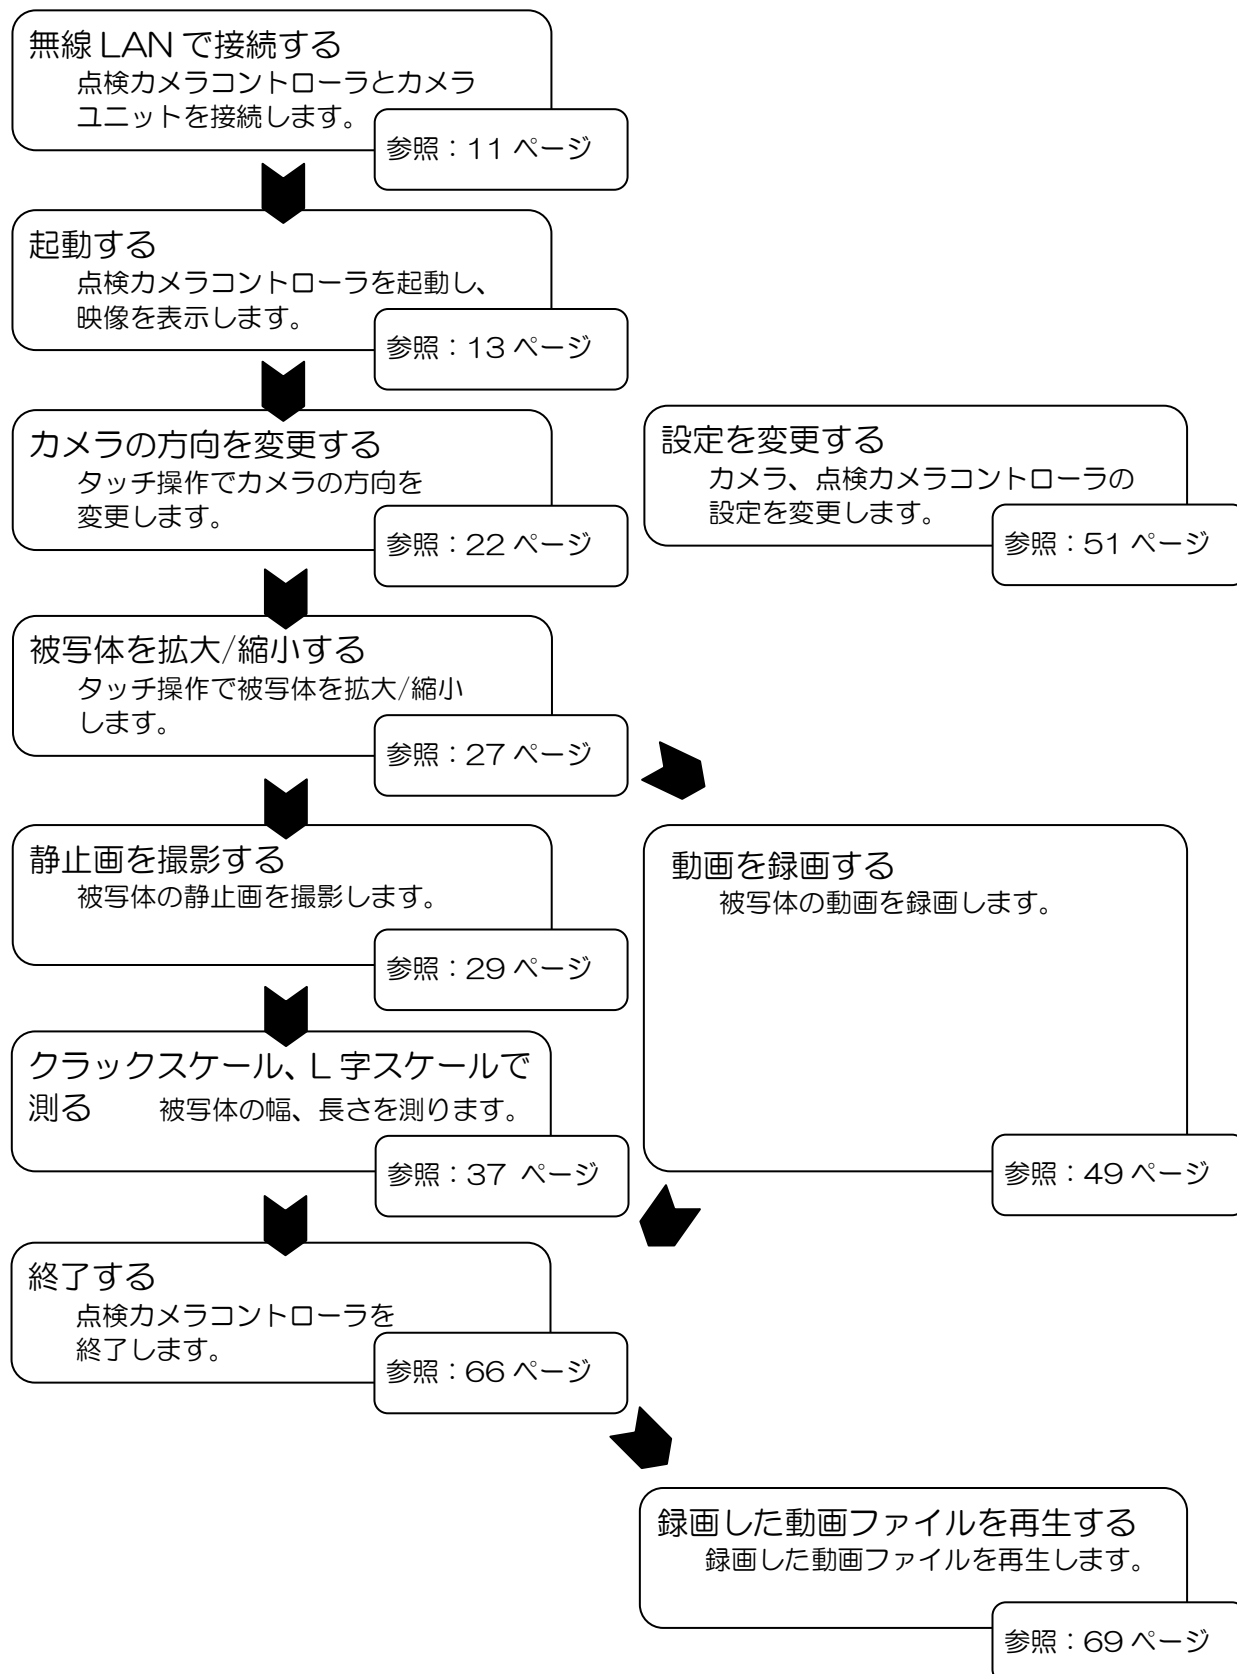 無線LANで接続する
点検カメラコントローラとカメラ
ユニットを接続します。
参照：11 ページ
起動する
点検カメラコントローラを起動し、
映像を表示します。
参照：13 ページ
カメラの方向を変更する
タッチ操作でカメラの方向を
変更します。
参照：22 ページ
設定を変更する
カメラ、点検カメラコントローラの
設定を変更します。
参照：51 ページ
被写体を拡大/縮小する
タッチ操作で被写体を拡大/縮小
します。
参照：27 ページ
静止画を撮影する
被写体の静止画を撮影します。
参照：29 ページ
動画を録画する
被写体の動画を録画します。
参照：49 ページ
クラックスケール、L字スケールで
測る 被写体の幅、長さを測ります。
参照：37 ページ
終了する
点検カメラコントローラを
終了します。
参照：66 ページ
録画した動画ファイルを再生する
録画した動画ファイルを再生します。
参照：69 ページ